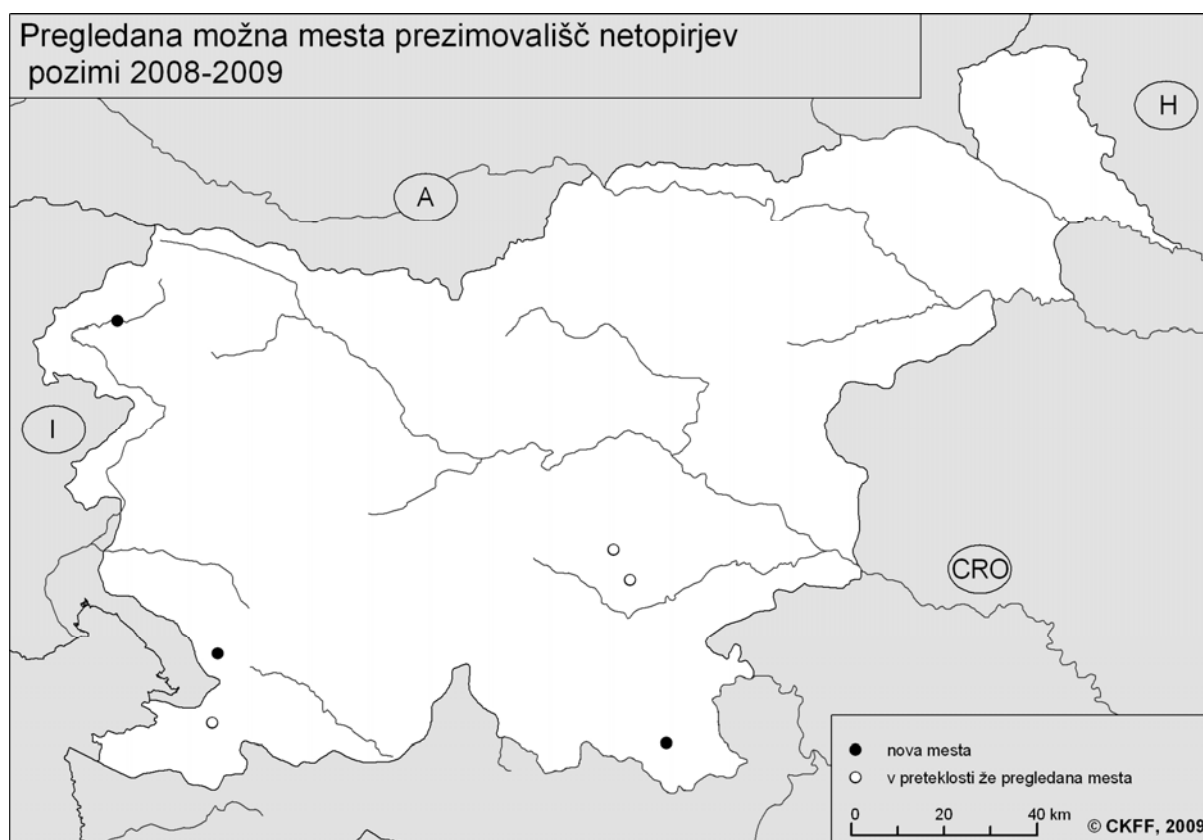 Pregledana možna mesta prezimovališč netopirjev
pozimi 2008-2009
H
A
I
CRO
nova mesta
v preteklosti že pregledana mesta
0 20 40 km
© CKFF, 2009